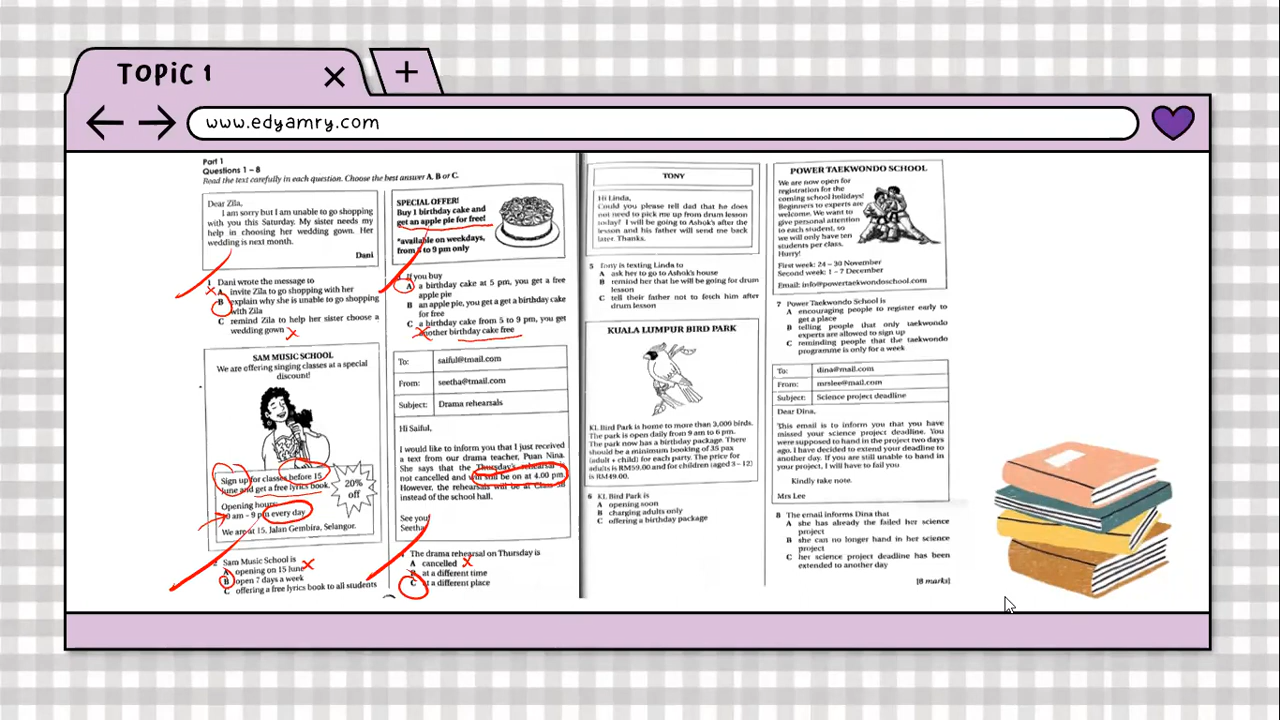 TOPIC 1
www.edyamry.com
Part 1
Questions 1 – 8
Read the text carefully in each question. Choose the best answer A, B or C.
Dear Zila,
I am sorry but I am unable to go shopping
with you this Saturday. My sister needs my
help in choosing her wedding gown. Her
wedding is next month.
Dani
1 Dani wrote the message to
A invite Zila to go shopping with her
B explain why she is unable to go shopping
with Zila
C remind Zila to help her sister choose a
wedding gown
SAM MUSIC SCHOOL
We are offering singing classes at a special
discount!
Sign up for classes before 15
June and get a free lyrics book.
20%
off
Opening hours:
10 am – 9 pm every day
We are at 15, Jalan Gembira, Selangor.
2 Sam Music School is
A opening on 15 June
B open 7 days a week
C offering a free lyrics book to all students
SPECIAL OFFER!
Buy 1 birthday cake and
get an apple pie for free!
*available on weekdays,
from 5 to 9 pm only
If you buy
A a birthday cake at 5 pm, you get a free
apple pie
B an apple pie, you get a get a birthday cake
for free
C a birthday cake from 5 to 9 pm, you get
another birthday cake free
To: saiful@tmail.com
From: seetha@tmail.com
Subject: Drama rehearsals
Hi Saiful,
I would like to inform you that I just received
a text from our drama teacher, Puan Nina.
She says that the Thursday's rehearsal is
not cancelled and will be on at 4.00 pm.
However, the rehearsals will be at Class
instead of the school hall.
See you!
Seetha
4 The drama rehearsal on Thursday is
A cancelled
B at a different time
C at a different place
TONY
Hi Linda,
Could you please tell dad that he does
not need to pick me up from drum lesson
today? I will be going to Ashok's after the
lesson and his father will send me back
later. Thanks.
5 Tony is texting Linda to
A ask her to go to Ashok's house
B remind her that he will be going for drum
lesson
C tell their father not to fetch him after
drum lesson
KUALA LUMPUR BIRD PARK
KL Bird Park is home to more than 3,000 birds.
The park is open daily from 9 am to 6 pm.
The park now has a birthday package. There
should be a minimum booking of 35 pax
(adult + child) for each party. The price for
adults is RM59.00 and for children (aged 3 – 12)
is RM49.00.
6 KL Bird Park is
A opening soon
B charging adults only
C offering a birthday package
POWER TAEKWONDO SCHOOL
We are now open for
registration for the
coming school holidays!
Beginners to experts are
welcome. We want to
give personal attention
to each student, so
we will only have ten
students per class.
Hurry!
First week: 24 – 30 November
Second week: 1 – 7 December
Email: info@powertaekwondoschool.com
7 Power Taekwondo School is
A encouraging people to register early to
get a place
B telling people that only taekwondo
experts are allowed to sign up
C reminding people that the taekwondo
programme is only for a week
To: dina@mail.com
From: mrslee@mail.com
Subject: Science project deadline
Dear Dina,
This email is to inform you that you have
missed your science project deadline. You
were supposed to hand in the project two days
ago. I have decided to extend your deadline to
another day. If you are still unable to hand in
your project, I will have to fail you
Kindly take note.
Mrs Lee
8 The email informs Dina that
A she has already the failed her science
project
B she can no longer hand in her science
project
C her science project deadline has been
extended to another day
[8 marks]